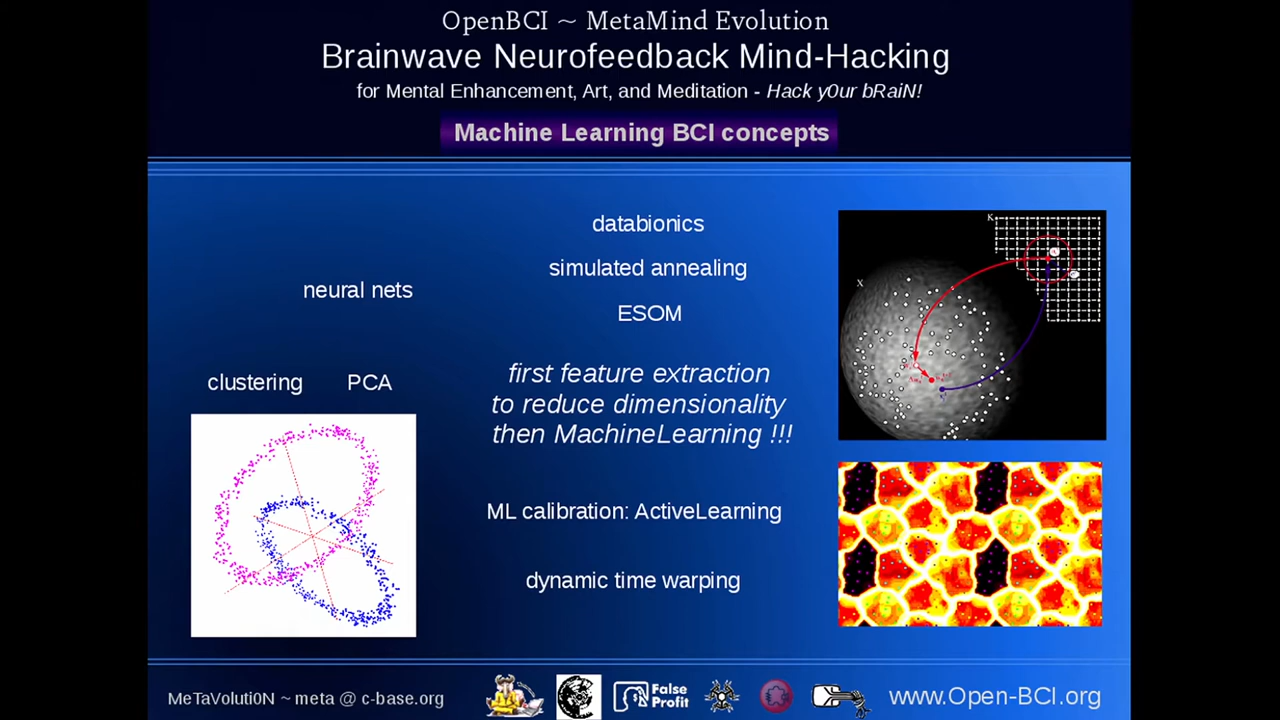 OpenBCI ~ MetaMind Evolution
Brainwave Neurofeedback Mind-Hacking
for Mental Enhancement, Art, and Meditation - Hack y0ur bRaiN!
Machine Learning BCI concepts
databionics
simulated annealing
neural nets
ESOM
clustering PCA
first feature extraction
to reduce dimensionality
then MachineLearning !!!
ML calibration: ActiveLearning
dynamic time warping
K
X
MeTaVoluti0N ~ meta @ c-base.org
False
Profit
www.Open-BCI.org